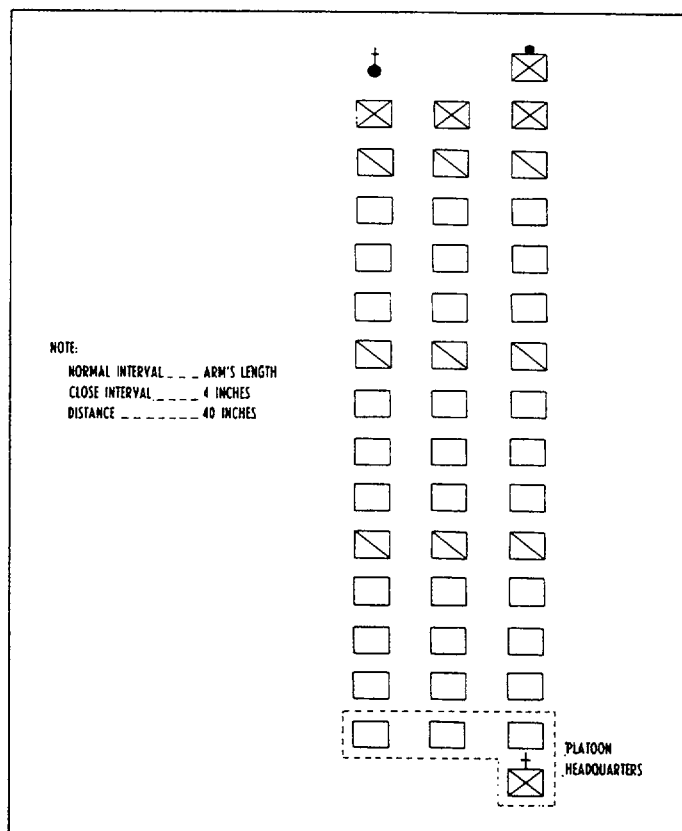 NOTE:
NORMAL INTERVAL _ _ _ ARM'S LENGTH
CLOSE INTERVAL _ _ _ _ _ 4 INCHES
DISTANCE _ _ _ _ _ _ _ _ 40 INCHES
PLATOON
HEADQUARTERS